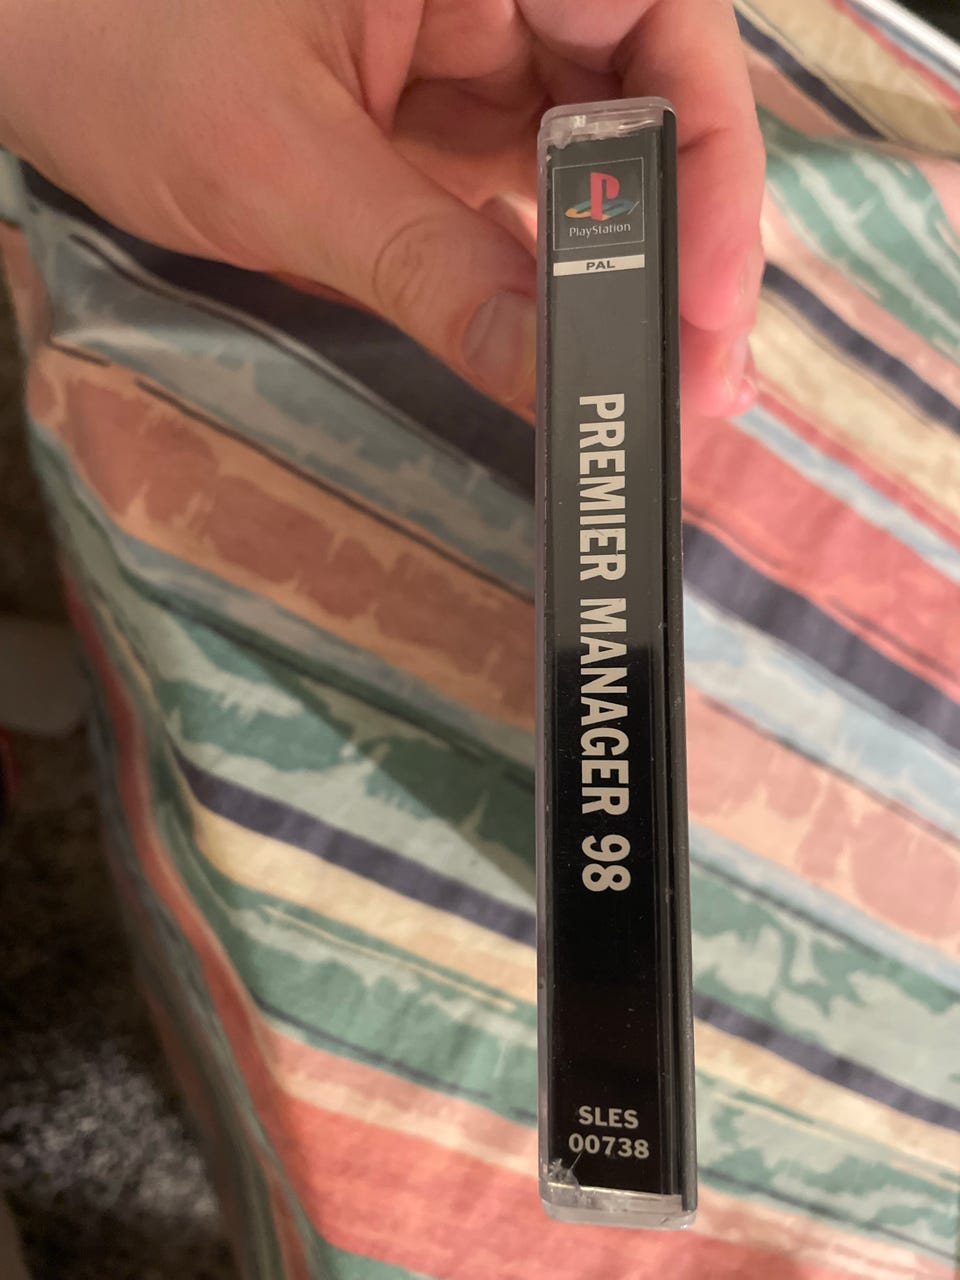 PlayStation
PAL
PREMIER MANAGER 98
SLES
00738